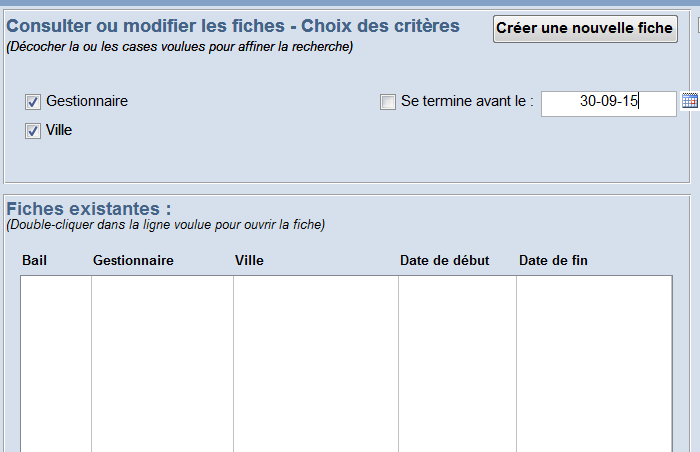 Consulter ou modifier les fiches - Choix des critères
Créer une nouvelle fiche
(Décocher la ou les cases voulues pour affiner la recherche)
Gestionnaire
Se termine avant le : 30-09-15
Ville
Fiches existantes :
(Double-cliquer dans la ligne voulue pour ouvrir la fiche)
Bail Gestionnaire Ville Date de début Date de fin